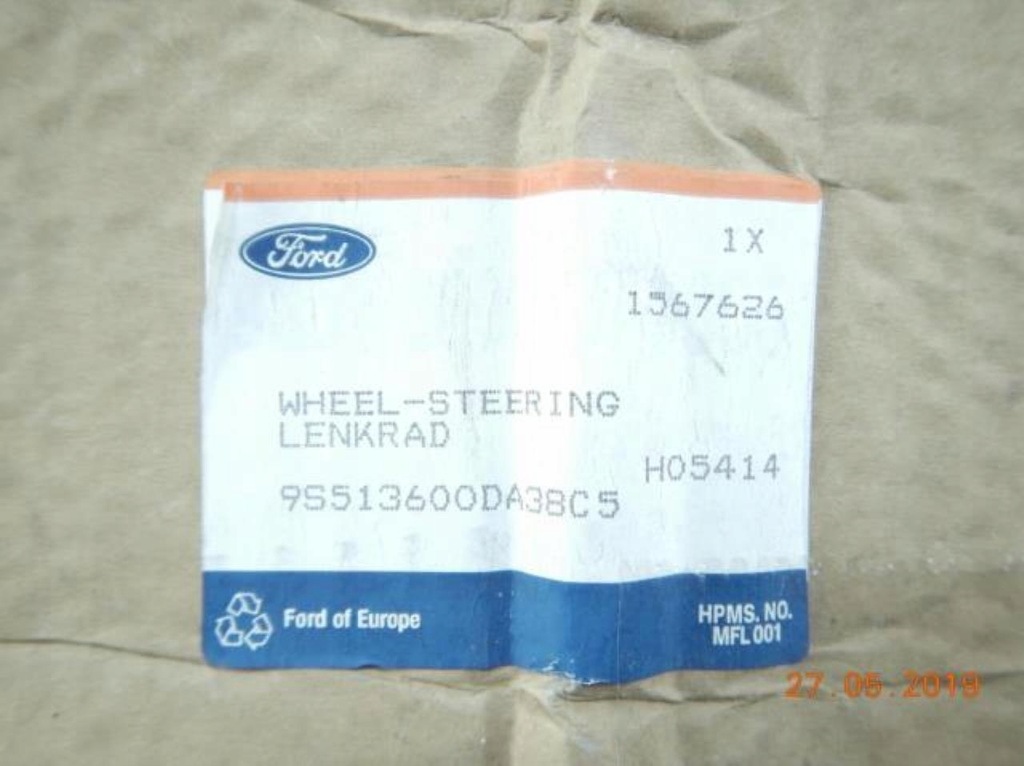 Ford
1X
1567626
WHEEL-STEERING
LENKRAD
H05414
9S513600DA38C5
Ford of Europe
HPMS. NO.
MFL 001
27.05.2019